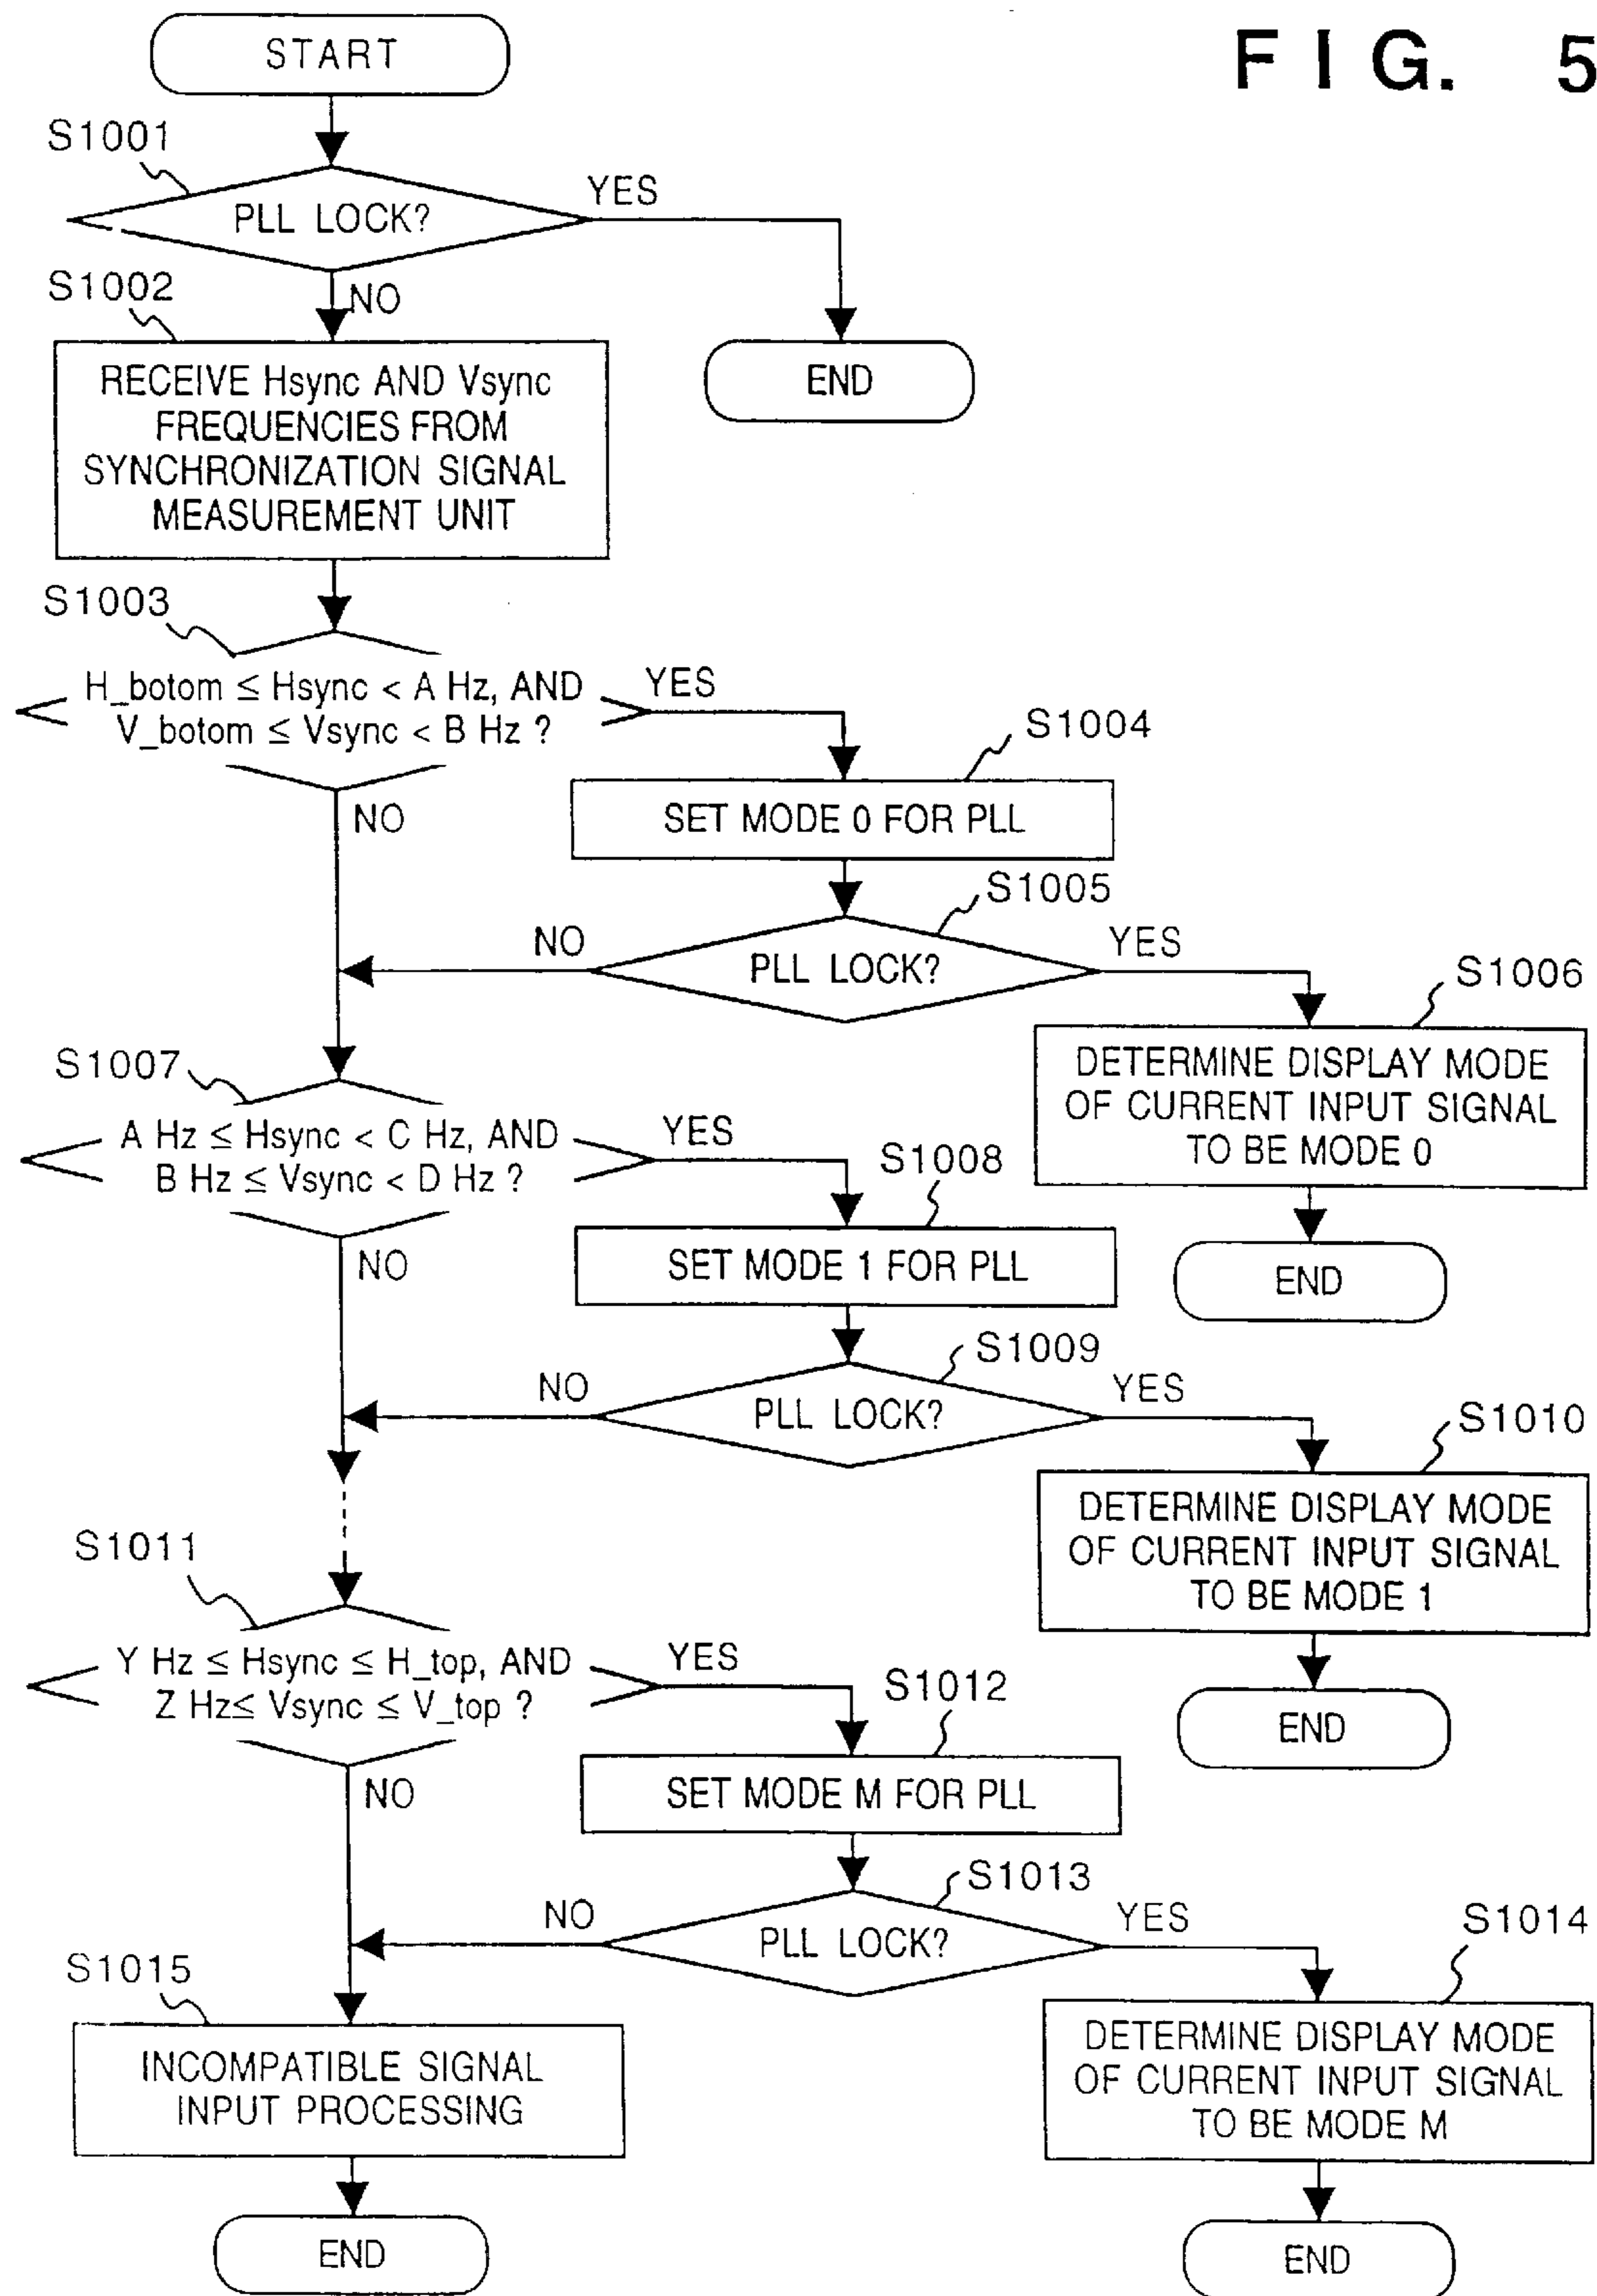 FIG. 5
START
S1001
PLL LOCK?
YES
NO
END
S1002
RECEIVE Hsync AND Vsync
FREQUENCIES FROM
SYNCHRONIZATION SIGNAL
MEASUREMENT UNIT
S1003
H_botom ≤ Hsync < A Hz, AND
V_botom ≤ Vsync < B Hz ?
YES
NO
S1004
SET MODE 0 FOR PLL
S1005
PLL LOCK?
NO
YES
S1006
DETERMINE DISPLAY MODE
OF CURRENT INPUT SIGNAL
TO BE MODE 0
END
S1007
A Hz ≤ Hsync < C Hz, AND
B Hz ≤ Vsync < D Hz ?
YES
NO
S1008
SET MODE 1 FOR PLL
S1009
PLL LOCK?
NO
YES
S1010
DETERMINE DISPLAY MODE
OF CURRENT INPUT SIGNAL
TO BE MODE 1
END
S1011
Y Hz ≤ Hsync ≤ H_top, AND
Z Hz≤ Vsync ≤ V_top ?
YES
NO
S1012
SET MODE M FOR PLL
S1013
PLL LOCK?
NO
YES
S1014
DETERMINE DISPLAY MODE
OF CURRENT INPUT SIGNAL
TO BE MODE M
END
S1015
INCOMPATIBLE SIGNAL
INPUT PROCESSING
END